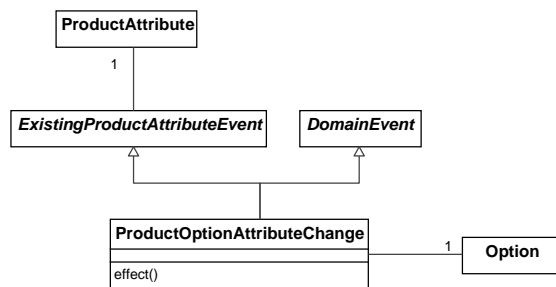 ProductAttribute
1
ExistingProductAttributeEvent
DomainEvent
ProductOptionAttributeChange
effect()
1
Option